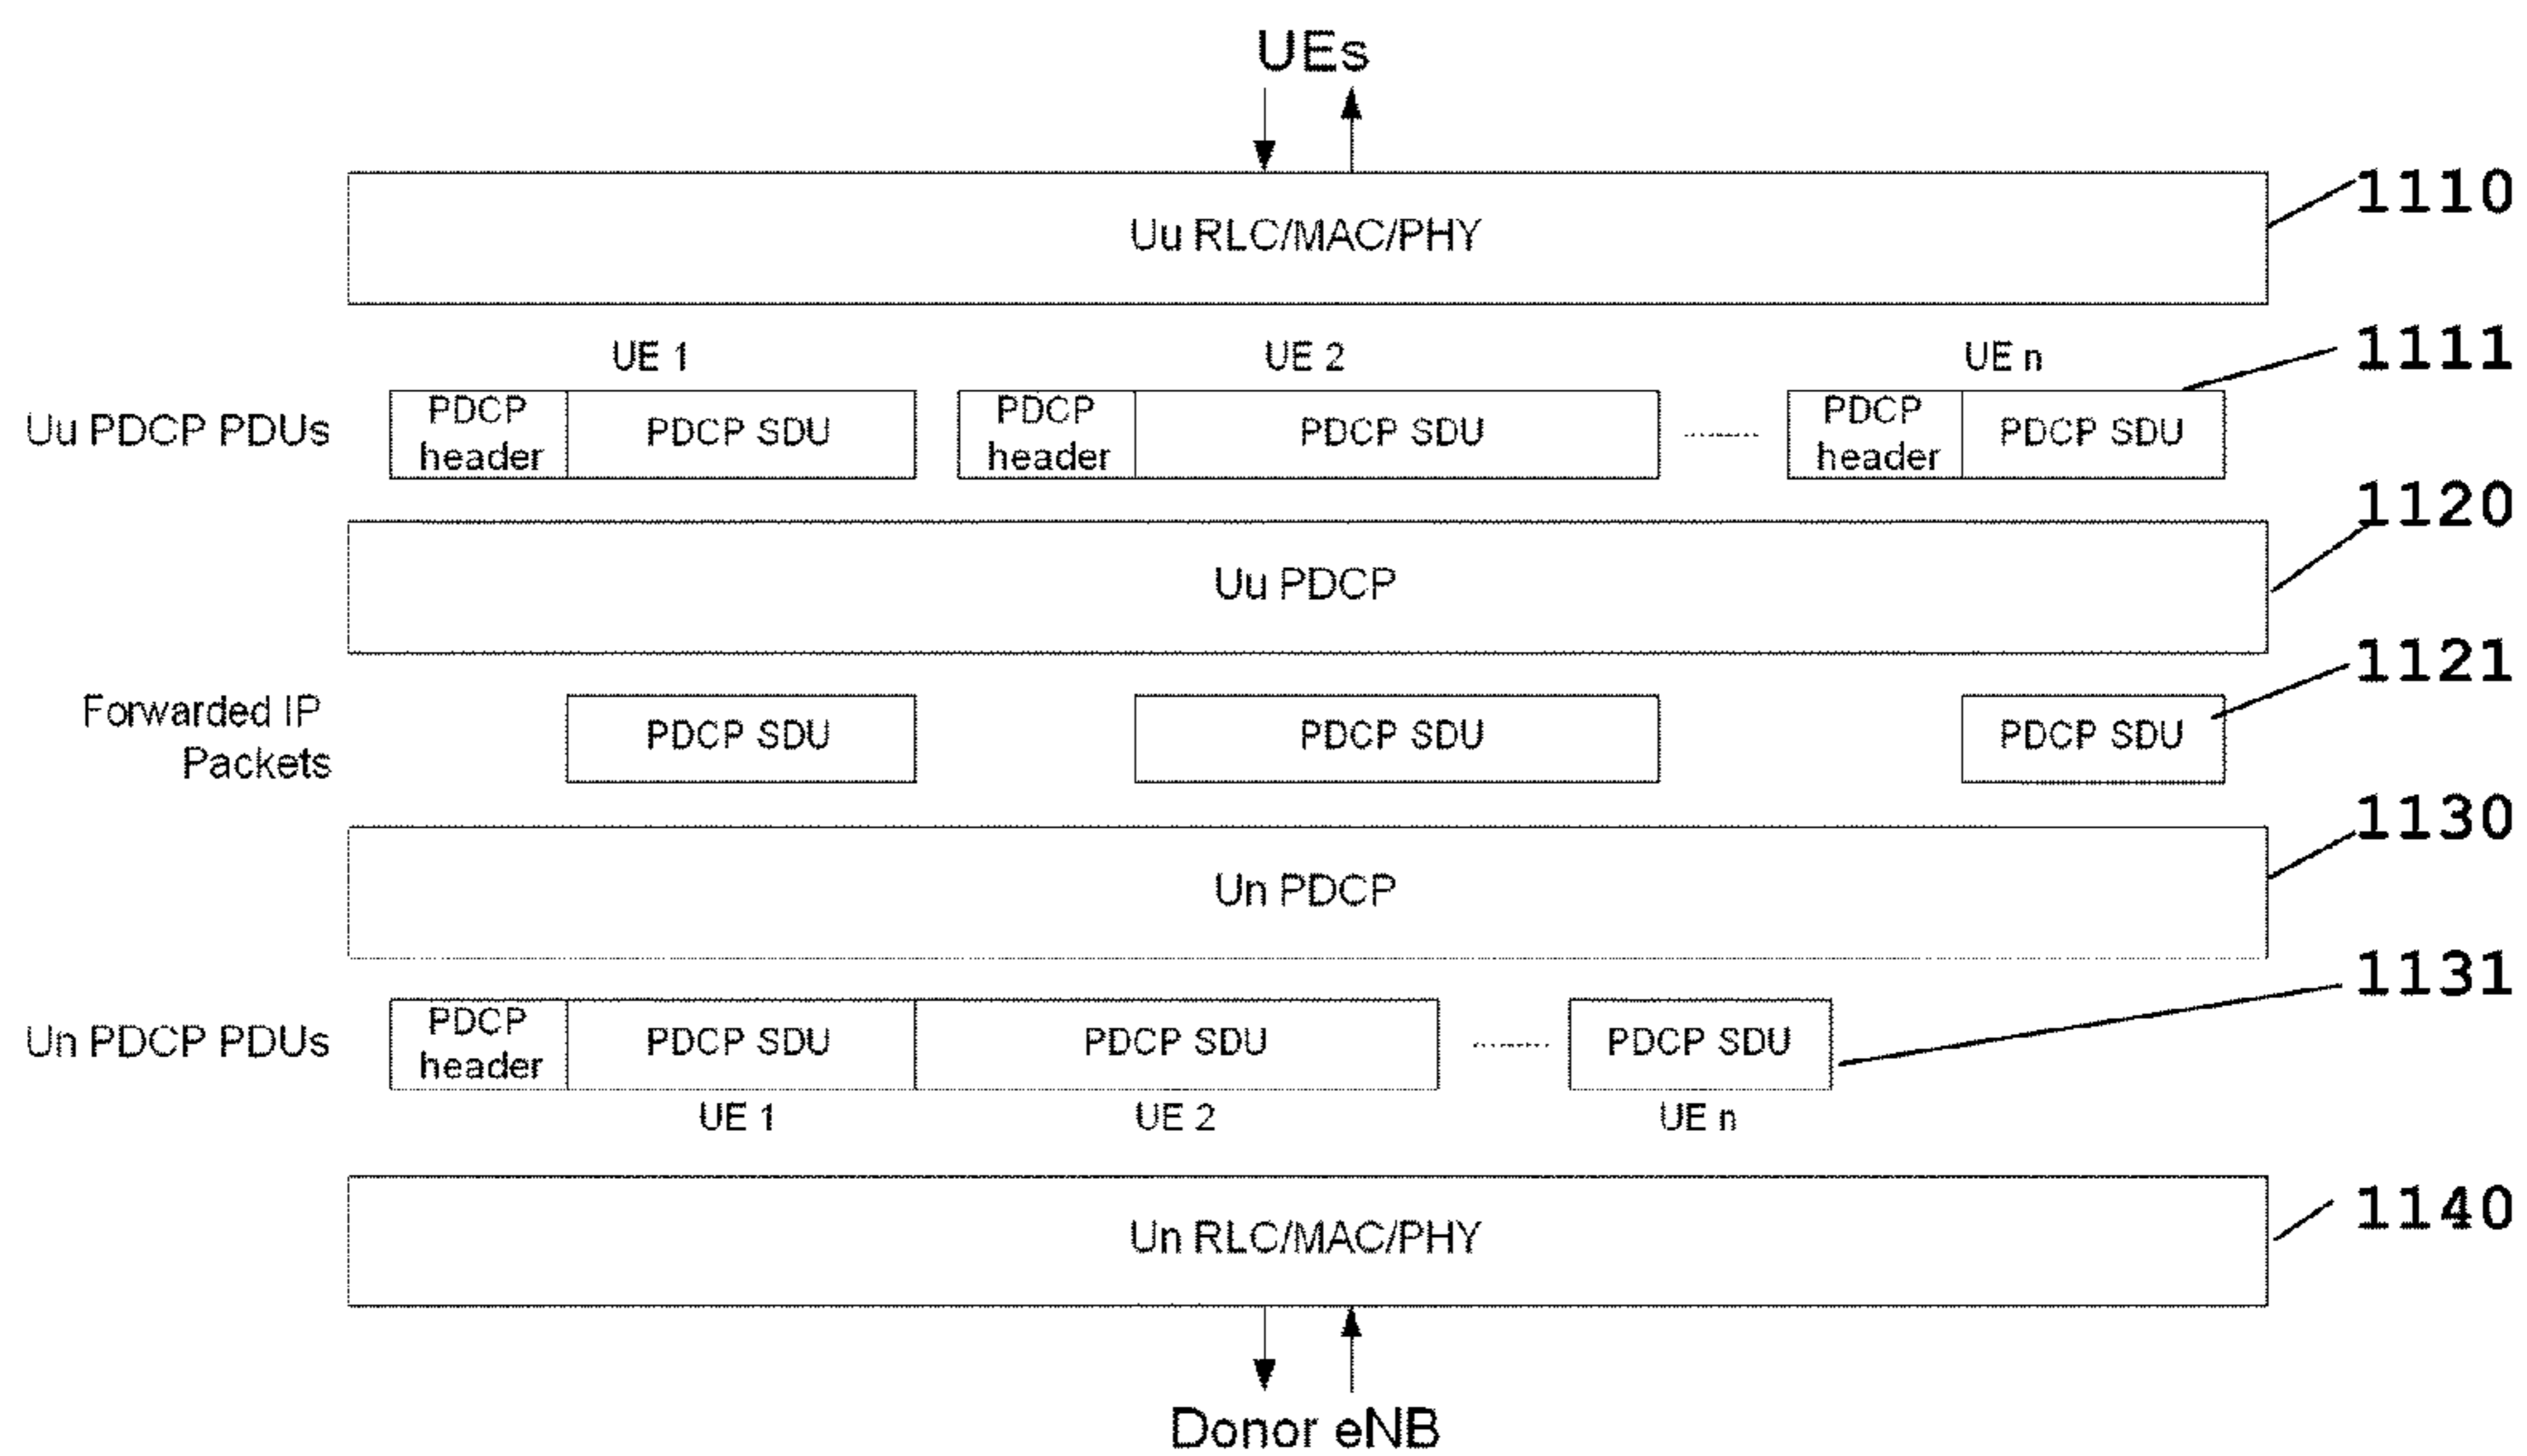 UEs
Uu RLC/MAC/PHY
1110
UE 1
UE 2
UE n
1111
Uu PDCP PDUs
PDCP
header
PDCP SDU
PDCP
header
PDCP SDU
PDCP
header
PDCP SDU
1120
Uu PDCP
1121
Forwarded IP
Packets
PDCP SDU
PDCP SDU
PDCP SDU
1130
Un PDCP
1131
Un PDCP PDUs
PDCP
header
PDCP SDU
PDCP SDU
PDCP SDU
UE 1
UE 2
UE n
1140
Un RLC/MAC/PHY
Donor eNB